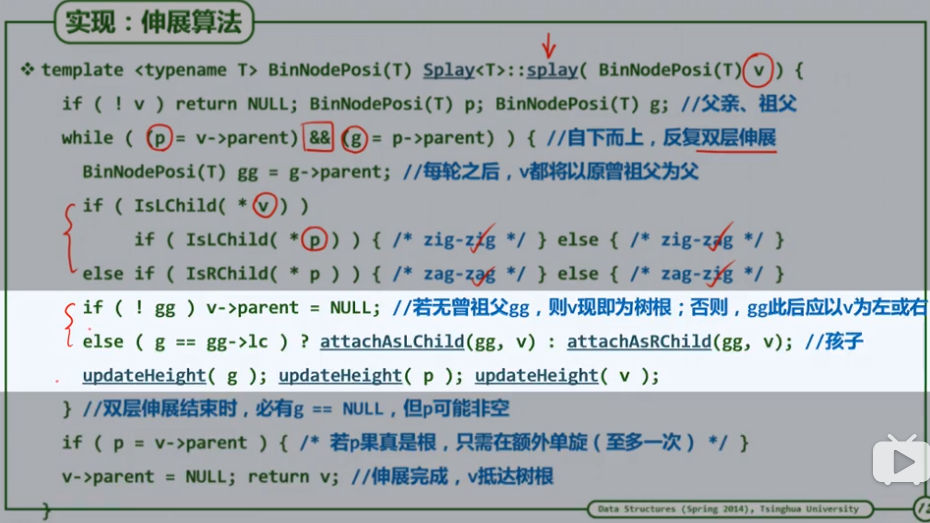 实现：伸展算法
❖ template <typename T> BinNodePosi(T) Splay<T>::splay( BinNodePosi(T) v ) {
if ( ! v ) return NULL; BinNodePosi(T) p; BinNodePosi(T) g; //父亲、祖父
while ( (p = v->parent) && (g = p->parent) ) { //自下而上，反复双层伸展
BinNodePosi(T) gg = g->parent; //每轮之后，v都将以原曾祖父为父
if ( IsLChild( * v ) )
if ( IsLChild( * p ) ) { /* zig-zig */ } else { /* zig-zag */ }
else if ( IsRChild( * p ) ) { /* zag-zag */ } else { /* zag-zig */ }
if ( ! gg ) v->parent = NULL; //若无曾祖父gg，则v现即为树根；否则，gg此后应以v为左或右
else ( g == gg->lc ) ? attachAsLChild(gg, v) : attachAsRChild(gg, v); //孩子
updateHeight( g ); updateHeight( p ); updateHeight( v );
} //双层伸展结束时，必有g == NULL，但p可能非空
if ( p = v->parent ) { /* 若p果真是根，只需在额外单旋（至多一次） */ }
v->parent = NULL; return v; //伸展完成，v抵达树根
}
Data Structures (Spring 2014), Tsinghua University